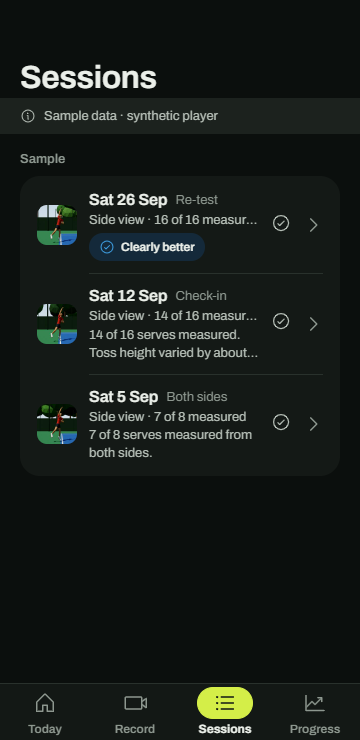 Sessions
Sample data · synthetic player
Sample
Sat 26 Sep Re-test
Side view · 16 of 16 measur...
Clearly better
Sat 12 Sep Check-in
Side view · 14 of 16 measur...
14 of 16 serves measured.
Toss height varied by about...
Sat 5 Sep Both sides
Side view · 7 of 8 measured
7 of 8 serves measured from
both sides.
Today Record Sessions Progress